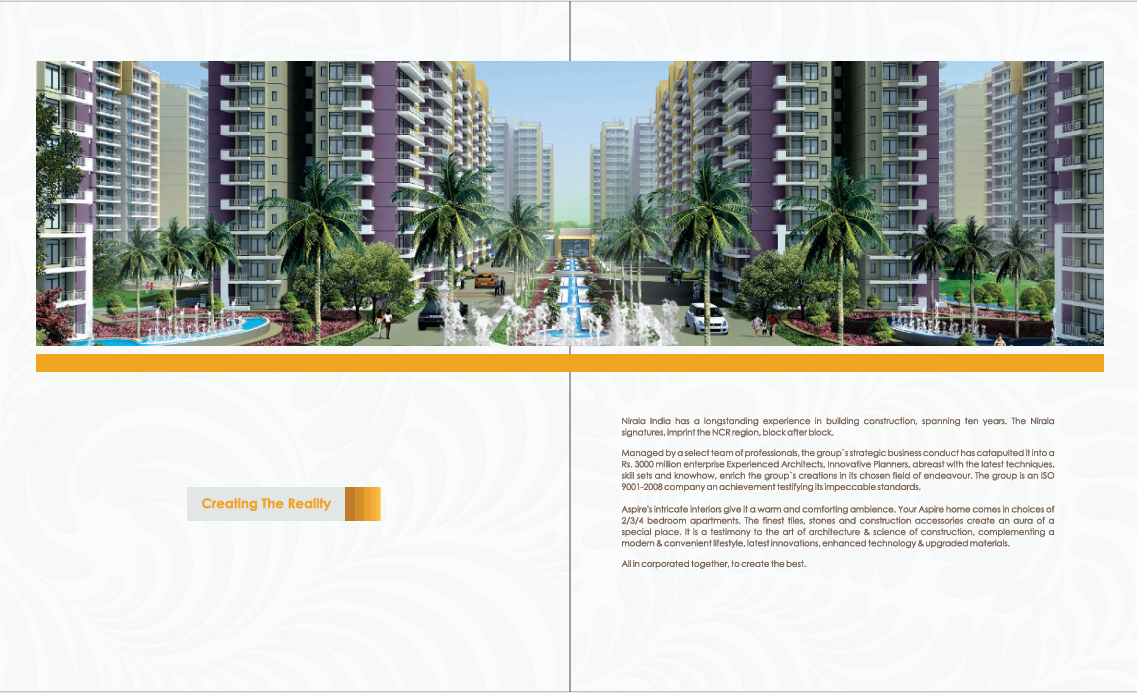 Creating The Reality
Nirala India has a longstanding experience in building construction, spanning ten years. The Nirala
signatures, imprint the NCR region, block after block.
Managed by a select team of professionals, the group`s strategic business conduct has catapulted it into a
Rs. 3000 million enterprise Experienced Architects, Innovative Planners, abreast with the latest techniques,
skill sets and knowhow, enrich the group`s creations in its chosen field of endeavour. The group is an ISO
9001-2008 company an achievement testifying its impeccable standards.
Aspire's intricate interiors give it a warm and comforting ambience. Your Aspire home comes in choices of
2/3/4 bedroom apartments. The finest tiles, stones and construction accessories create an aura of a
special place. It is a testimony to the art of architecture & science of construction, complementing a
modern & convenient lifestyle, latest innovations, enhanced technology & upgraded materials.
All in corporated together, to create the best.